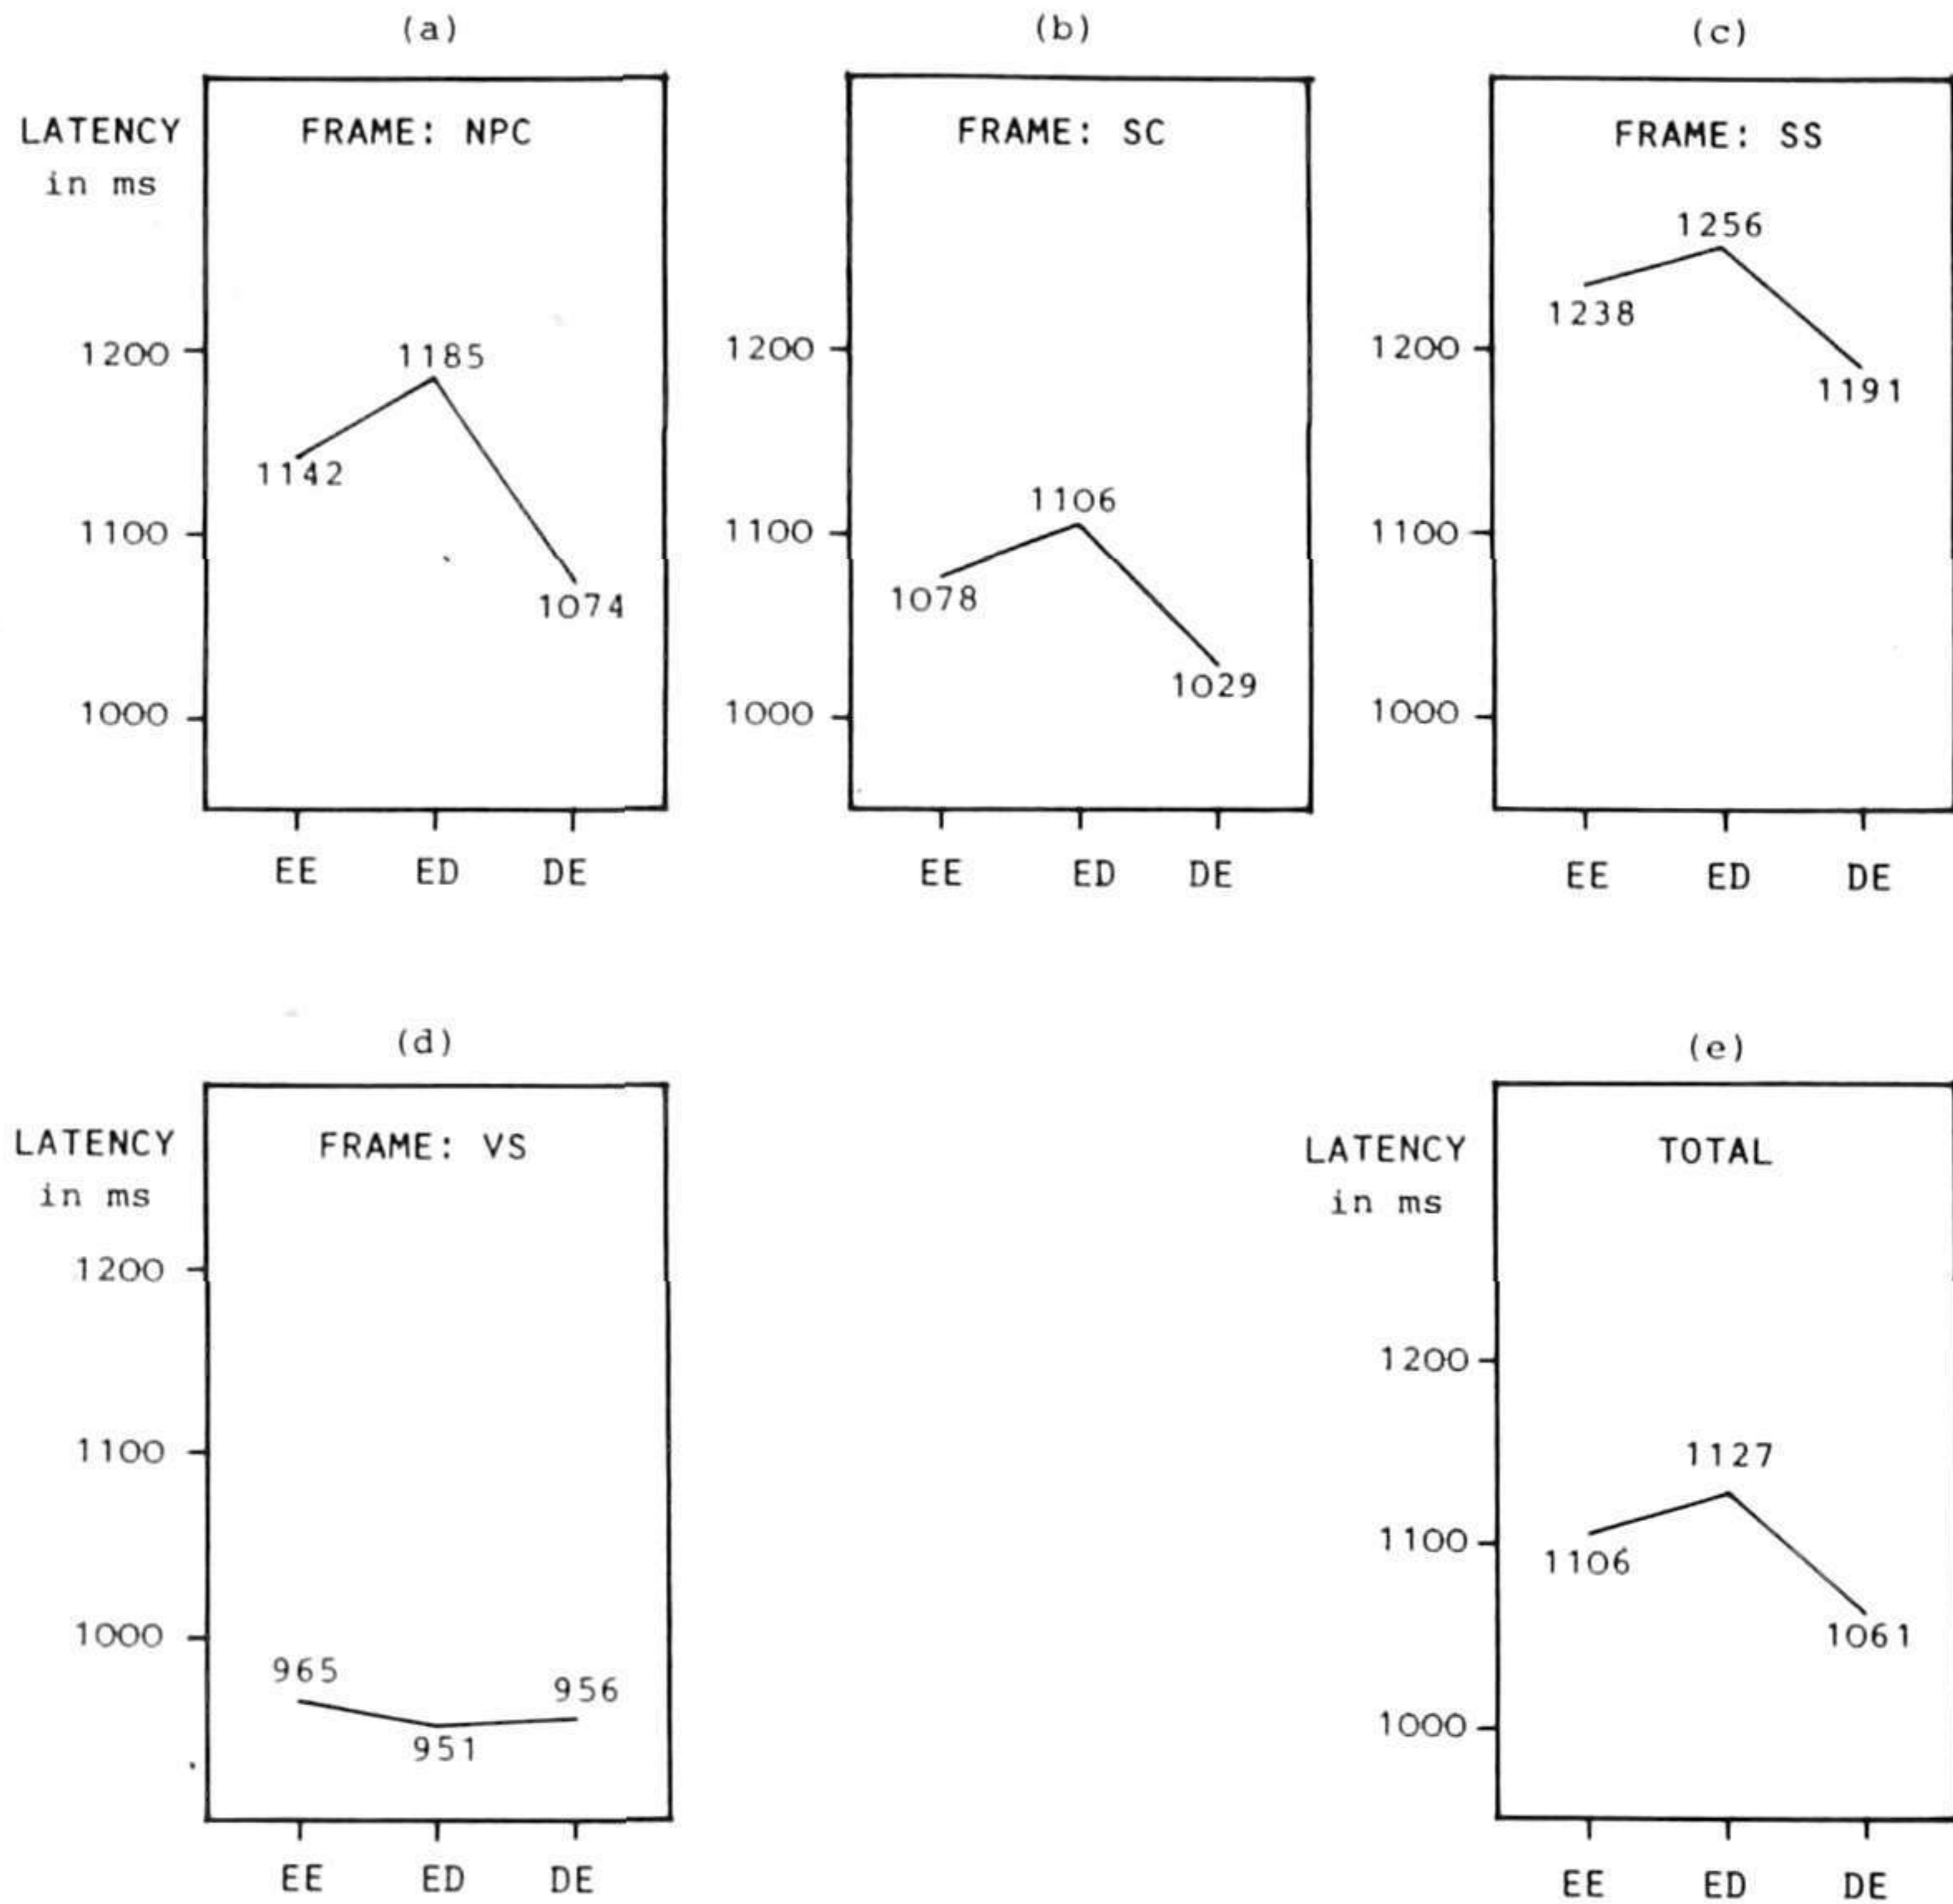 (a)
LATENCY
in ms
FRAME: NPC
1200
1100
1000
1142
1185
1074
EE ED DE
(b)
FRAME: SC
1200
1100
1000
1078
1106
1029
EE ED DE
(c)
FRAME: SS
1200
1100
1000
1238
1256
1191
EE ED DE
(d)
LATENCY
in ms
FRAME: VS
1200
1100
1000
965
951
956
EE ED DE
(e)
LATENCY
in ms
TOTAL
1200
1100
1000
1106
1127
1061
EE ED DE